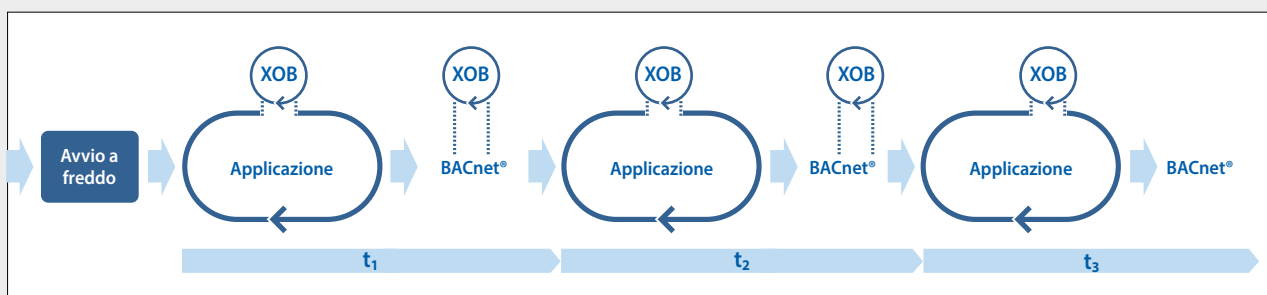 XOB
XOB
XOB
XOB
XOB
Avvio a
freddo
Applicazione
BACnet®
Applicazione
BACnet®
Applicazione
BACnet®
t₁
t₂
t₃